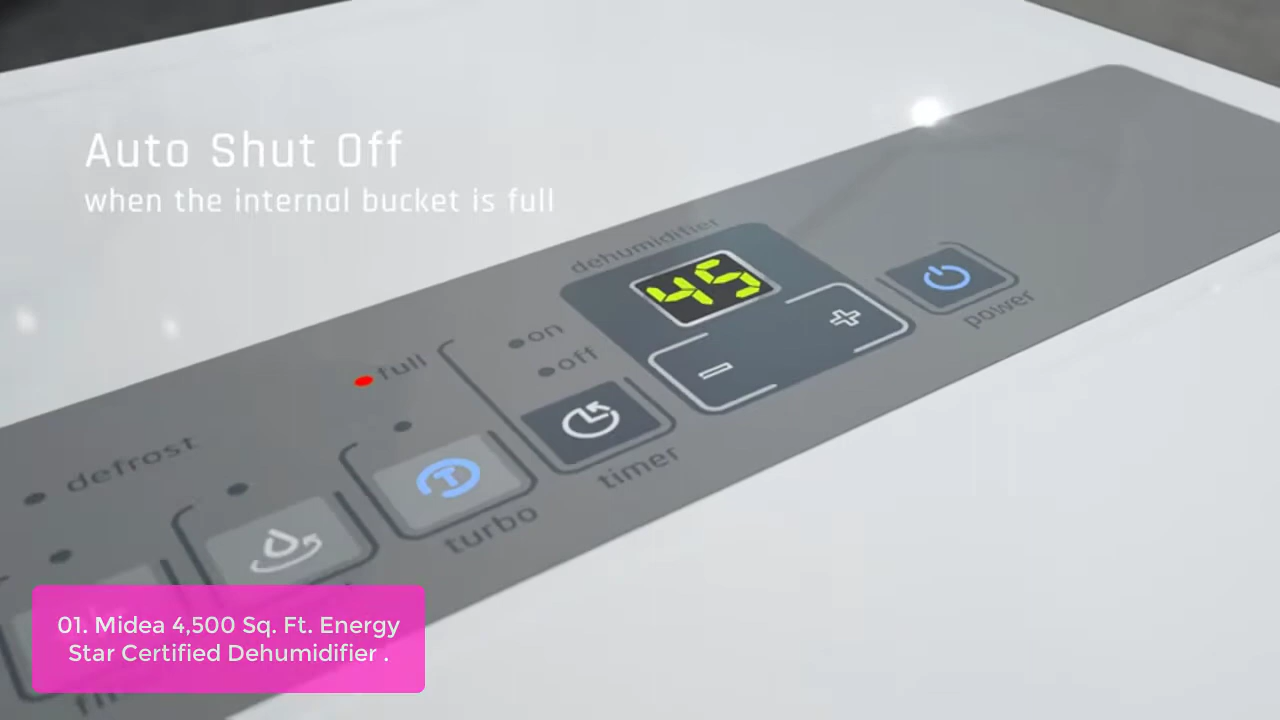 Auto Shut Off
when the internal bucket is full
dehumidifier
45
power
on
off
full
timer
defrost
turbo
01. Midea 4,500 Sq. Ft. Energy
Star Certified Dehumidifier .